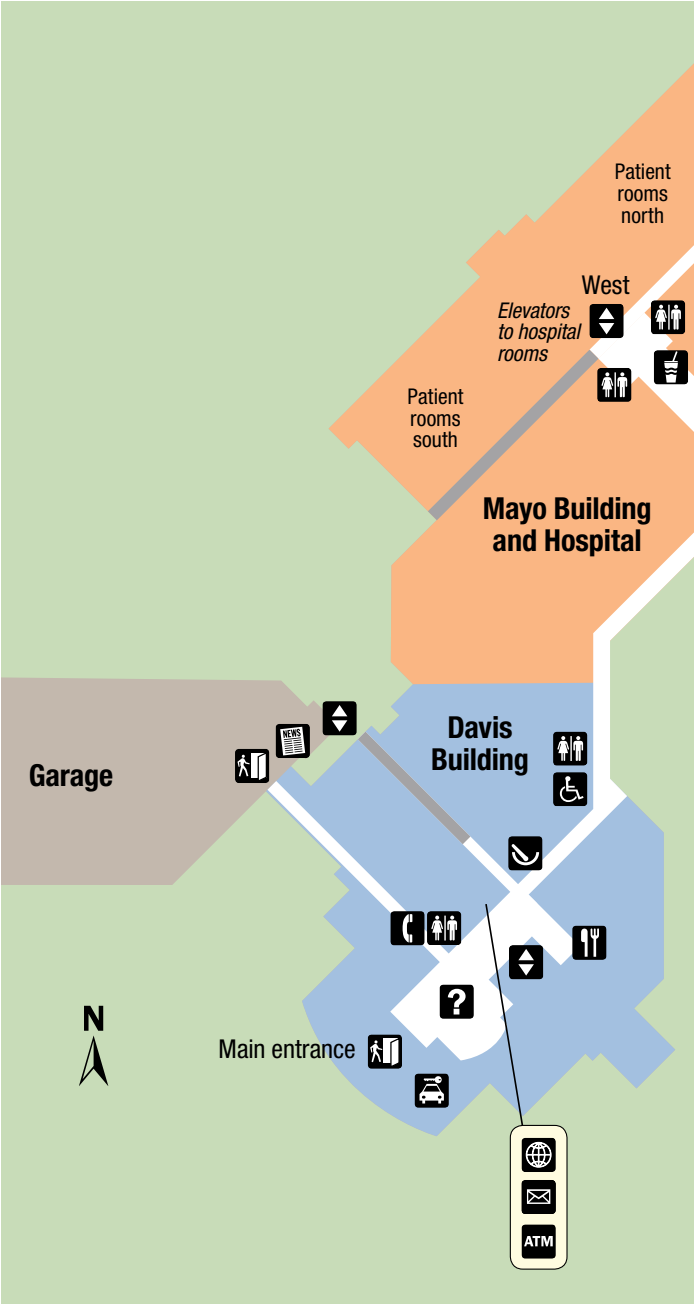 Patient
rooms
north
West
Elevators
to hospital
rooms
Patient
rooms
south
Mayo Building
and Hospital
Davis
Building
NEWS
Garage
?
N
Main entrance
ATM